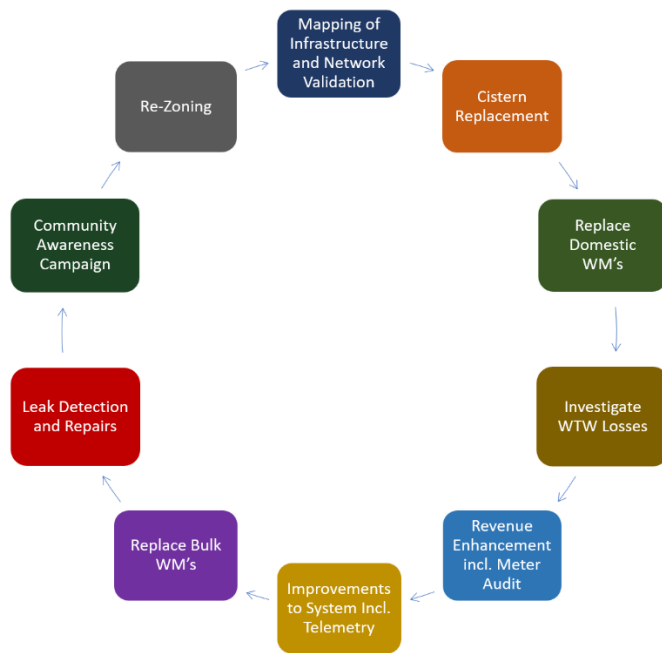 Mapping of
Infrastructure
and Network
Validation
Cistern
Replacement
Replace
Domestic
WM's
Investigate
WTW Losses
Revenue
Enhancement
incl. Meter
Audit
Improvements
to System Incl.
Telemetry
Replace Bulk
WM's
Leak Detection
and Repairs
Community
Awareness
Campaign
Re-Zoning